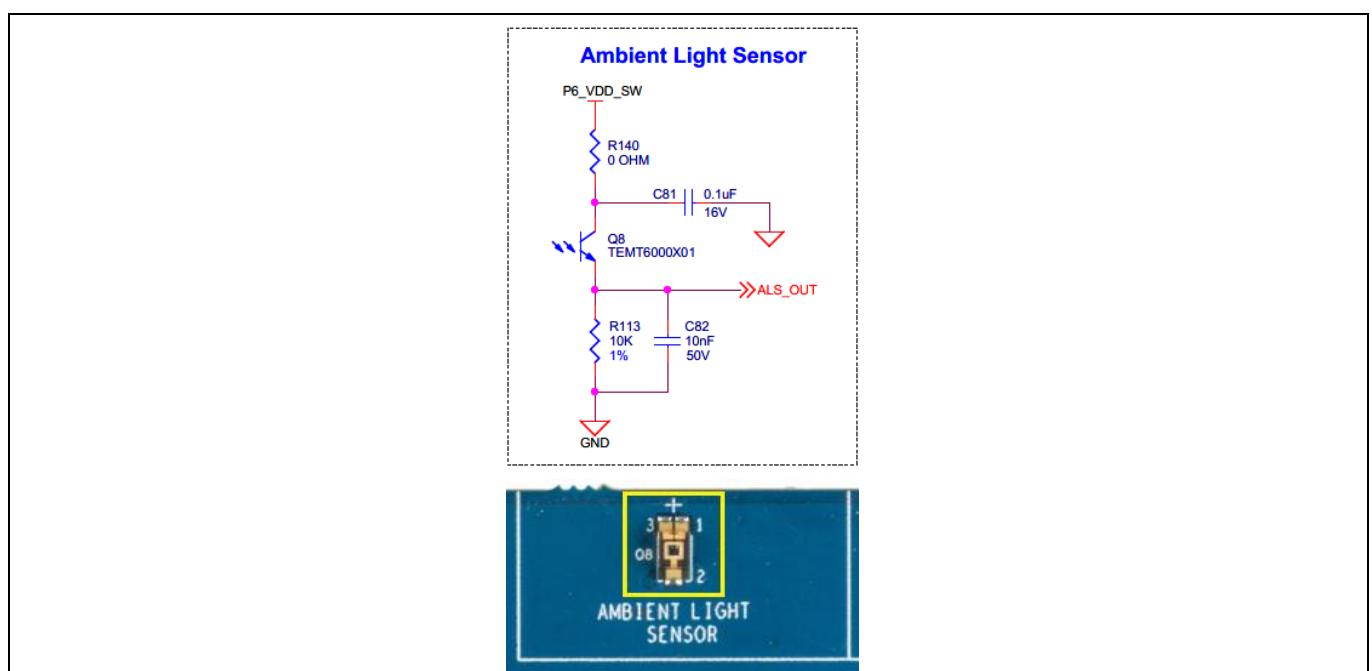 Ambient Light Sensor
P6_VDD_SW
R140
0 OHM
C81
0.1uF
16V
Q8
TEMT6000X01
ALS_OUT
R113
10K
1%
C82
10nF
50V
GND
3
1
Q8
2
AMBIENT LIGHT
SENSOR